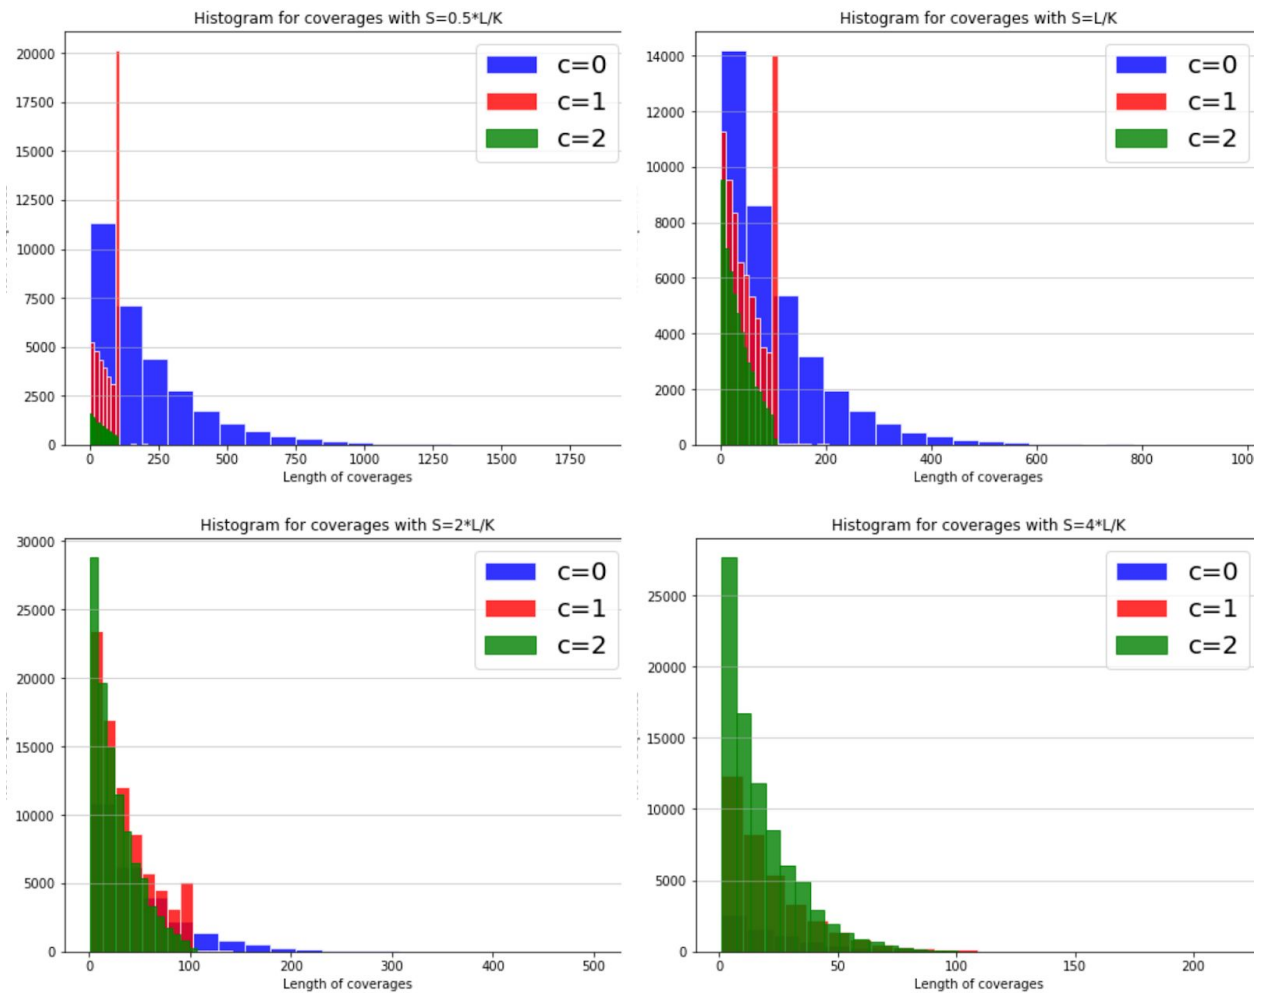 Histogram for coverages with S=0.5*L/K
20000
17500
15000
12500
10000
7500
5000
2500
0
0 250 500 750 1000 1250 1500 1750
Length of coverages
c=0
c=1
c=2
Histogram for coverages with S=L/K
14000
12000
10000
8000
6000
4000
2000
0
0 200 400 600 800 100
Length of coverages
c=0
c=1
c=2
Histogram for coverages with S=2*L/K
30000
25000
20000
15000
10000
5000
0
0 100 200 300 400 500
Length of coverages
c=0
c=1
c=2
Histogram for coverages with S=4*L/K
25000
20000
15000
10000
5000
0
0 50 100 150 200
Length of coverages
c=0
c=1
c=2